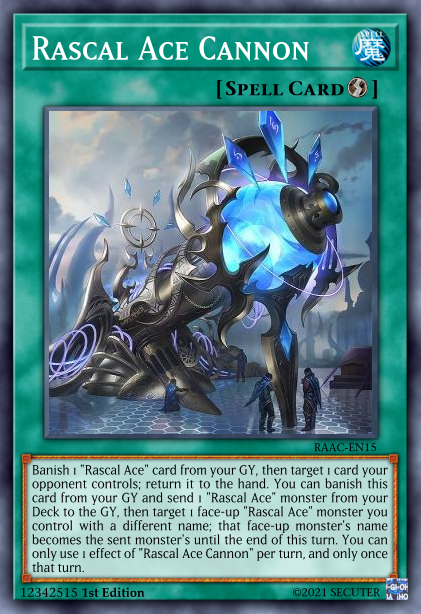 RASCAL ACE CANNON
魔
[SPELL CARD]
RAAC-EN15
Banish 1 "Rascal Ace" card from your GY, then target 1 card your
opponent controls; return it to the hand. You can banish this
card from your GY and send 1 "Rascal Ace" monster from your
Deck to the GY, then target 1 face-up "Rascal Ace" monster you
control with a different name; that face-up monster's name
becomes the sent monster's until the end of this turn. You can
only use 1 effect of "Rascal Ace Cannon" per turn, and only once
that turn.
12342515 1st Edition
©2021 SECUTER